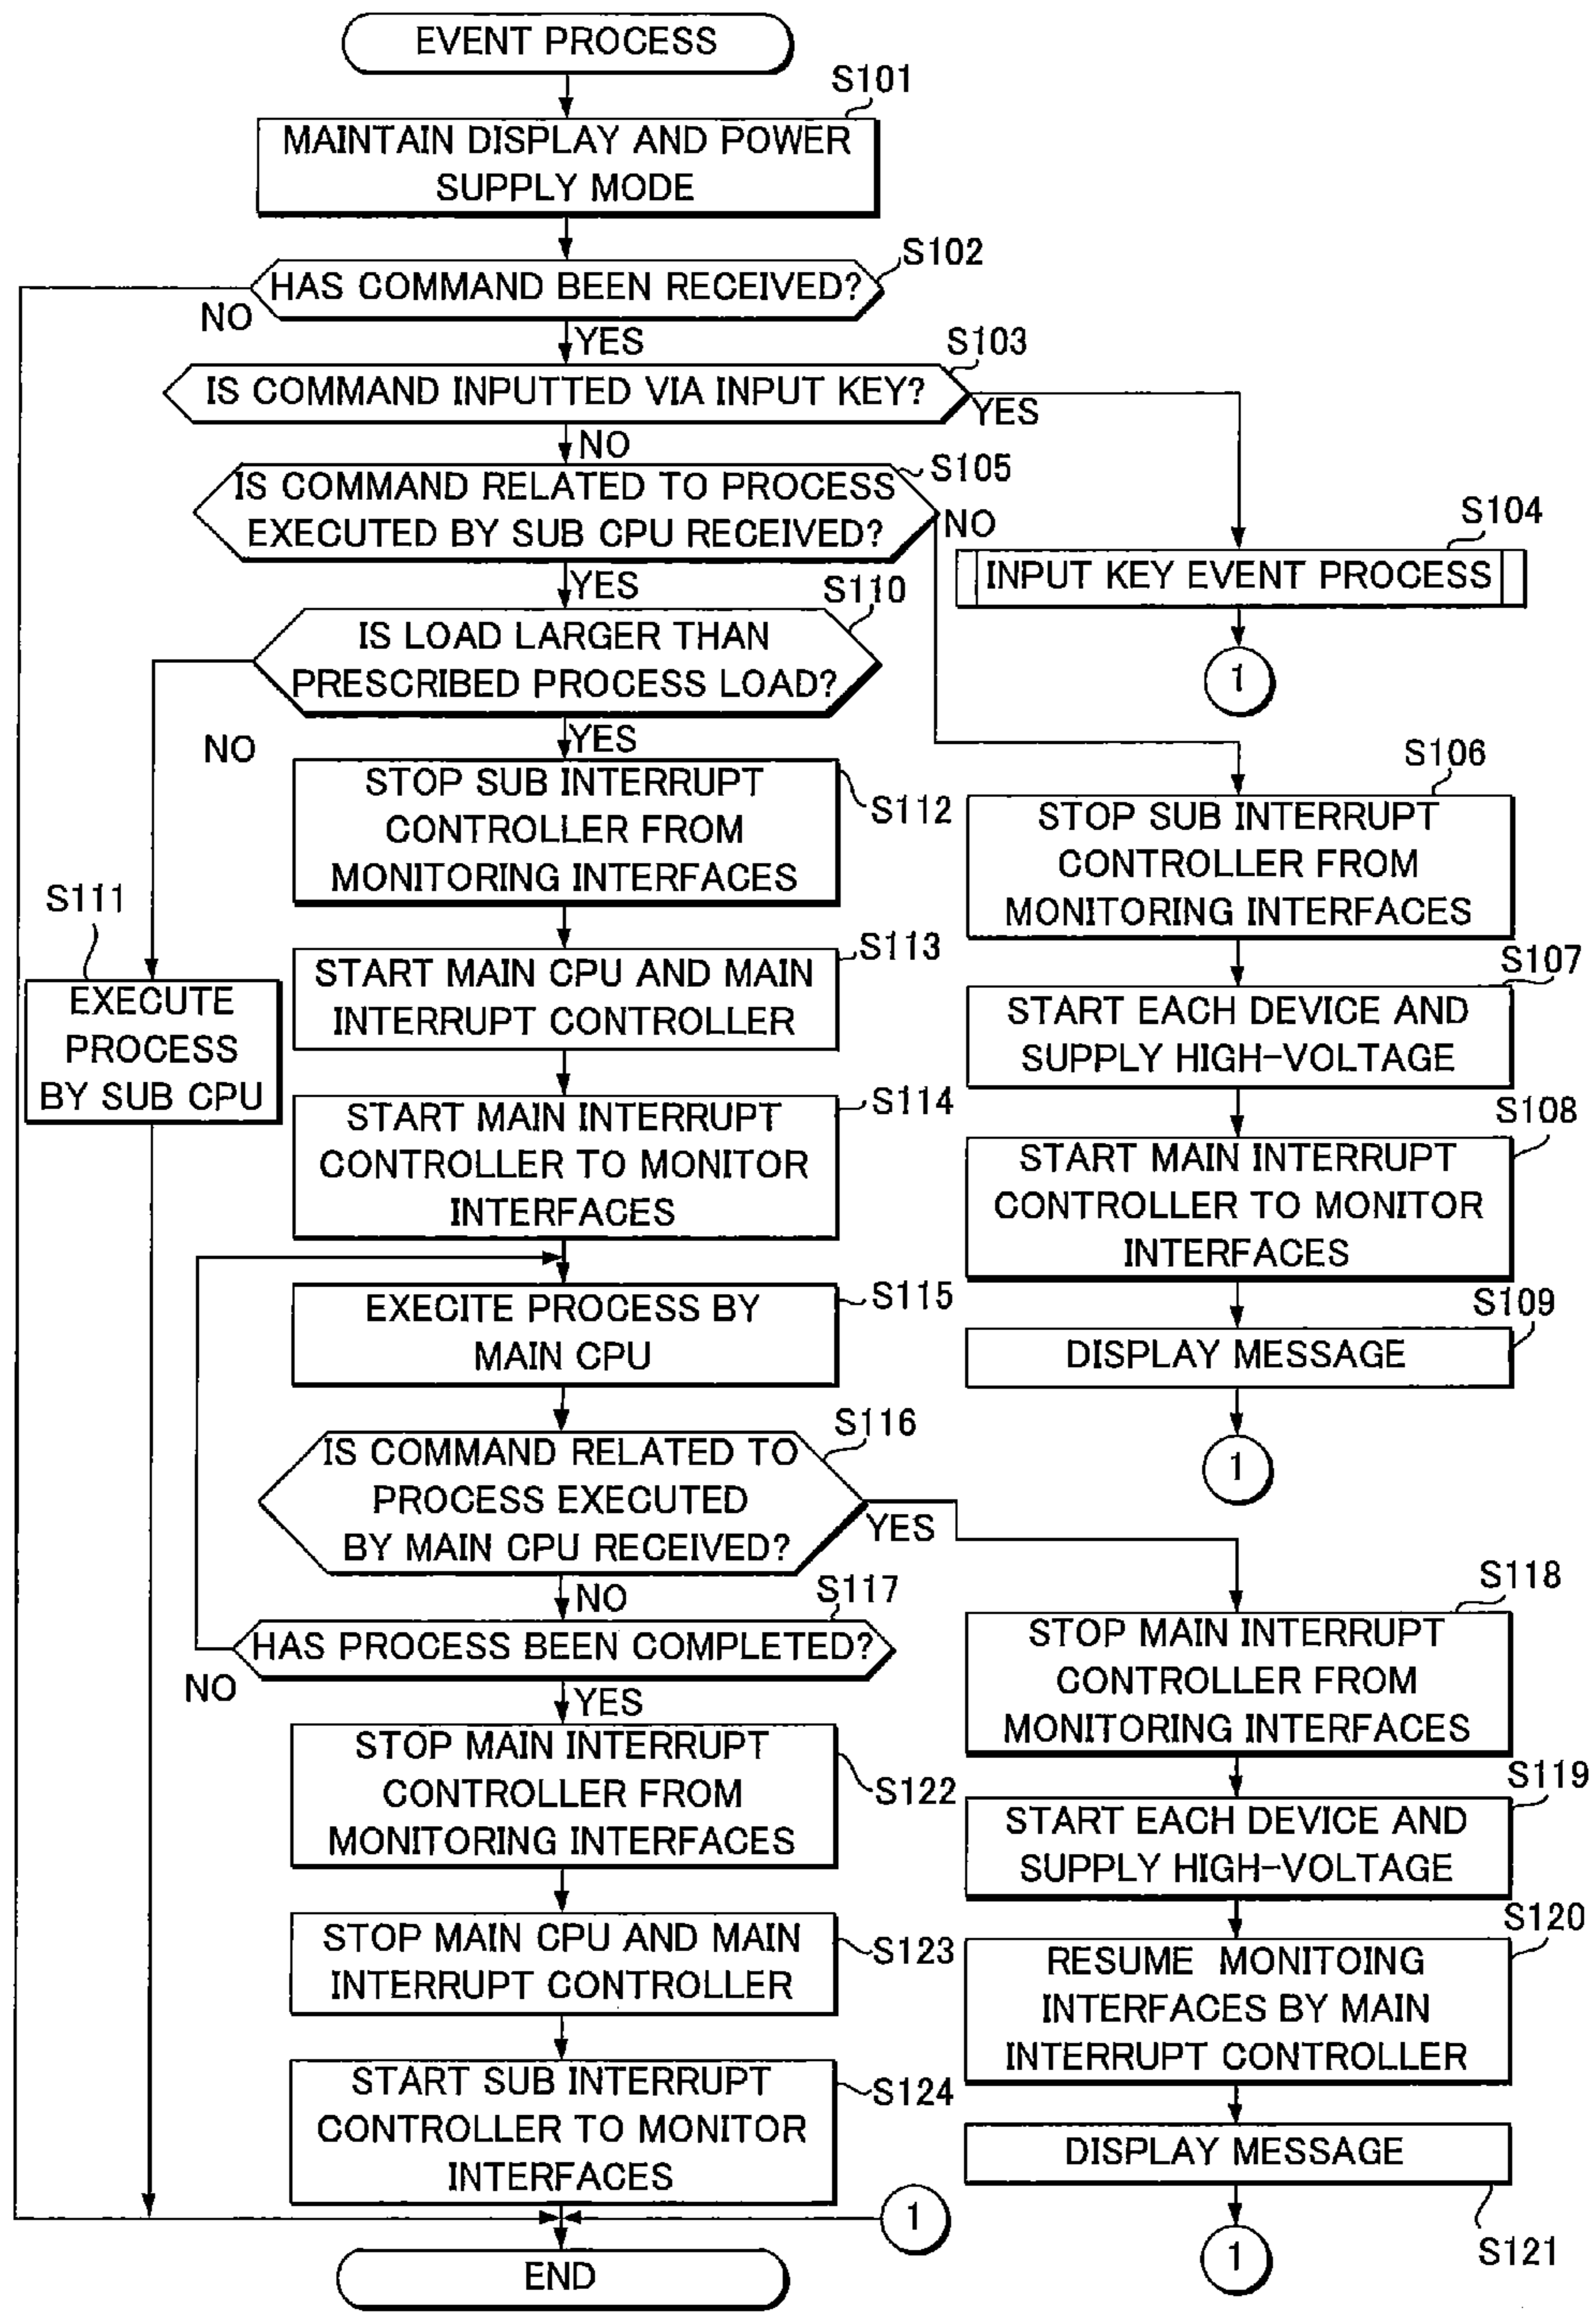 EVENT PROCESS
S101
MAINTAIN DISPLAY AND POWER
SUPPLY MODE
S102
HAS COMMAND BEEN RECEIVED?
NO
YES
S103
IS COMMAND INPUTTED VIA INPUT KEY?
YES
NO
S105
IS COMMAND RELATED TO PROCESS
EXECUTED BY SUB CPU RECEIVED?
NO
YES
S104
INPUT KEY EVENT PROCESS
1
S110
IS LOAD LARGER THAN
PRESCRIBED PROCESS LOAD?
NO
YES
S112
STOP SUB INTERRUPT
CONTROLLER FROM
MONITORING INTERFACES
S106
STOP SUB INTERRUPT
CONTROLLER FROM
MONITORING INTERFACES
S111
EXECUTE
PROCESS
BY SUB CPU
S113
START MAIN CPU AND MAIN
INTERRUPT CONTROLLER
S107
START EACH DEVICE AND
SUPPLY HIGH-VOLTAGE
S114
START MAIN INTERRUPT
CONTROLLER TO MONITOR
INTERFACES
S108
START MAIN INTERRUPT
CONTROLLER TO MONITOR
INTERFACES
S115
EXECITE PROCESS BY
MAIN CPU
S109
DISPLAY MESSAGE
1
S116
IS COMMAND RELATED TO
PROCESS EXECUTED
BY MAIN CPU RECEIVED?
YES
NO
S117
HAS PROCESS BEEN COMPLETED?
NO
YES
S118
STOP MAIN INTERRUPT
CONTROLLER FROM
MONITORING INTERFACES
S122
STOP MAIN INTERRUPT
CONTROLLER FROM
MONITORING INTERFACES
S119
START EACH DEVICE AND
SUPPLY HIGH-VOLTAGE
S123
STOP MAIN CPU AND MAIN
INTERRUPT CONTROLLER
S120
RESUME MONITOING
INTERFACES BY MAIN
INTERRUPT CONTROLLER
S124
START SUB INTERRUPT
CONTROLLER TO MONITOR
INTERFACES
DISPLAY MESSAGE
S121
1
1
END